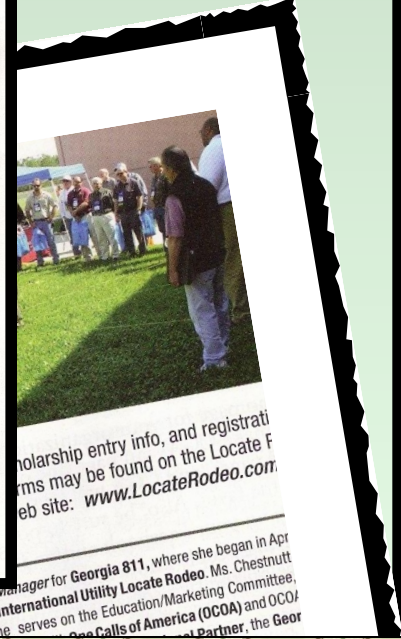 holarship entry info, and registrati
rms may be found on the Locate R
eb site: www.LocateRodeo.com
Manager for Georgia 811, where she began in Apr
nternational Utility Locate Rodeo. Ms. Chestnutt
serves on the Education/Marketing Committee,
One Calls of America (OCOA) and OCOA
Partner, the Geor